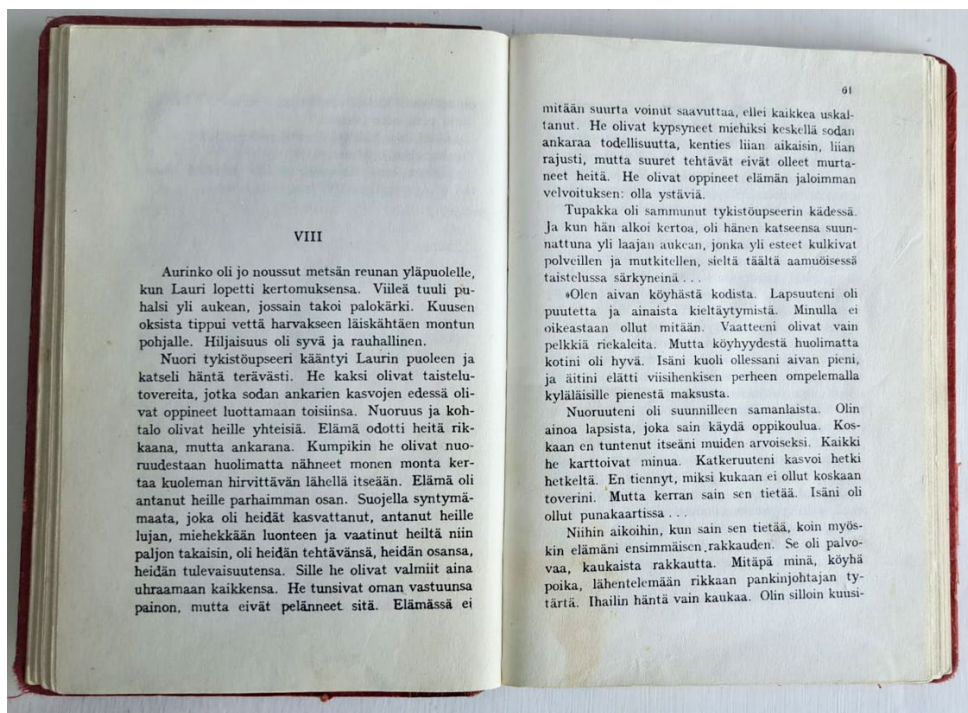 VIII
Aurinko oli jo noussut metsän reunan yläpuolelle,
kun Lauri lopetti kertomuksensa. Viileä tuuli pu-
halsi yli aukean, jossain takoi palokärki. Kuusen
oksista tippui vettä harvakseen läiskähtäen montun
pohjalle. Hiljaisuus oli syvä ja rauhallinen.
Nuori tykistöupseeri kääntyi Laurin puoleen ja
katseli häntä terävästi. He kaksi olivat taistelu-
tovereita, jotka sodan ankarien kasvojen edessä oli-
vat oppineet luottamaan toisiinsa. Nuoruus ja koh-
talo olivat heille yhteisiä. Elämä odotti heitä rik-
kaana, mutta ankarana. Kumpikin he olivat nuo-
ruudestaan huolimatta nähneet monen monta ker-
taa kuoleman hirvittävän lähellä itseään. Elämä oli
antanut heille parhaimman osan. Suojella syntymä-
maata, joka oli heidät kasvattanut, antanut heille
lujan, miehekkään luonteen ja vaatinut heiltä niin
paljon takaisin, oli heidän tehtävänsä, heidän osansa,
heidän tulevaisuutensa. Sille he olivat valmiit aina
uhraamaan kaikkensa. He tunsivat oman vastuunsa
painon, mutta eivät pelänneet sitä. Elämässä ei
61
mitään suurta voinut saavuttaa, ellei kaikkea uskal-
tanut. He olivat kypsyneet miehiksi keskellä sodan
ankaraa todellisuutta, kenties liian aikaisin, liian
rajusti, mutta suuret tehtävät eivät olleet murta-
neet heitä. He olivat oppineet elämän jaloimman
velvoituksen: olla ystäviä.
Tupakka oli sammunut tykistöupseerin kädessä.
Ja kun hän alkoi kertoa, oli hänen katseensa suun-
nattuna yli laajan aukean, jonka yli esteet kulkivat
polveillen ja mutkitellen, sieltä täältä aamuöisessä
taistelussa särkyneinä . . .
»Olen aivan köyhästä kodista. Lapsuuteni oli
puutetta ja ainaista kieltäytymistä. Minulla ei
oikeastaan ollut mitään. Vaatteeni olivat vain
pelkkiä riekaleita. Mutta köyhyydestä huolimatta
kotini oli hyvä. Isäni kuoli ollessani aivan pieni,
ja äitini elätti viisihenkisen perheen ompelemalla
kyläläisille pienestä maksusta.
Nuoruuteni oli suunnilleen samanlaista. Olin
ainoa lapsista, joka sain käydä oppikoulua. Kos-
kaan en tuntenut itseäni muiden arvoiseksi. Kaikki
he karttoivat minua. Katkeruuteni kasvoi hetki
hetkeltä. En tiennyt, miksi kukaan ei ollut koskaan
toverini. Mutta kerran sain sen tietää. Isäni oli
ollut punakaartissa . . .
Niihin aikoihin, kun sain sen tietää, koin myös-
kin elämäni ensimmäisen rakkauden. Se oli palvo-
vaa, kaukaista rakkautta. Mitäpä minä, köyhä
poika, lähentelemään rikkaan pankinjohtajan ty-
tärtä. Ihailin häntä vain kaukaa. Olin silloin kuusi-